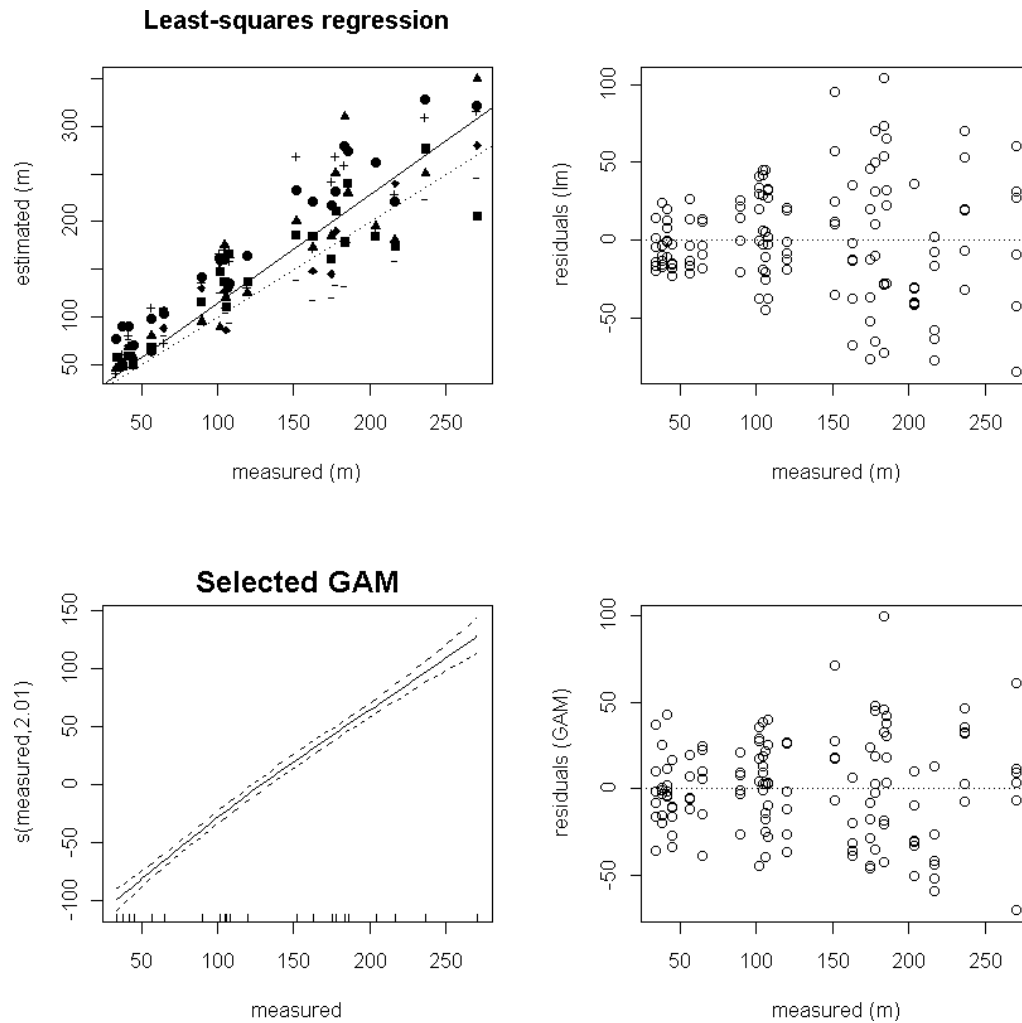 Least-squares regression
estimated (m)
300
200
100
50
50 100 150 200 250
measured (m)
residuals (lm)
100
50
0
-50
50 100 150 200 250
measured (m)
Selected GAM
s(measured,2.01)
150
100
50
0
-50
-100
50 100 150 200 250
measured
residuals (GAM)
100
50
0
-50
50 100 150 200 250
measured (m)